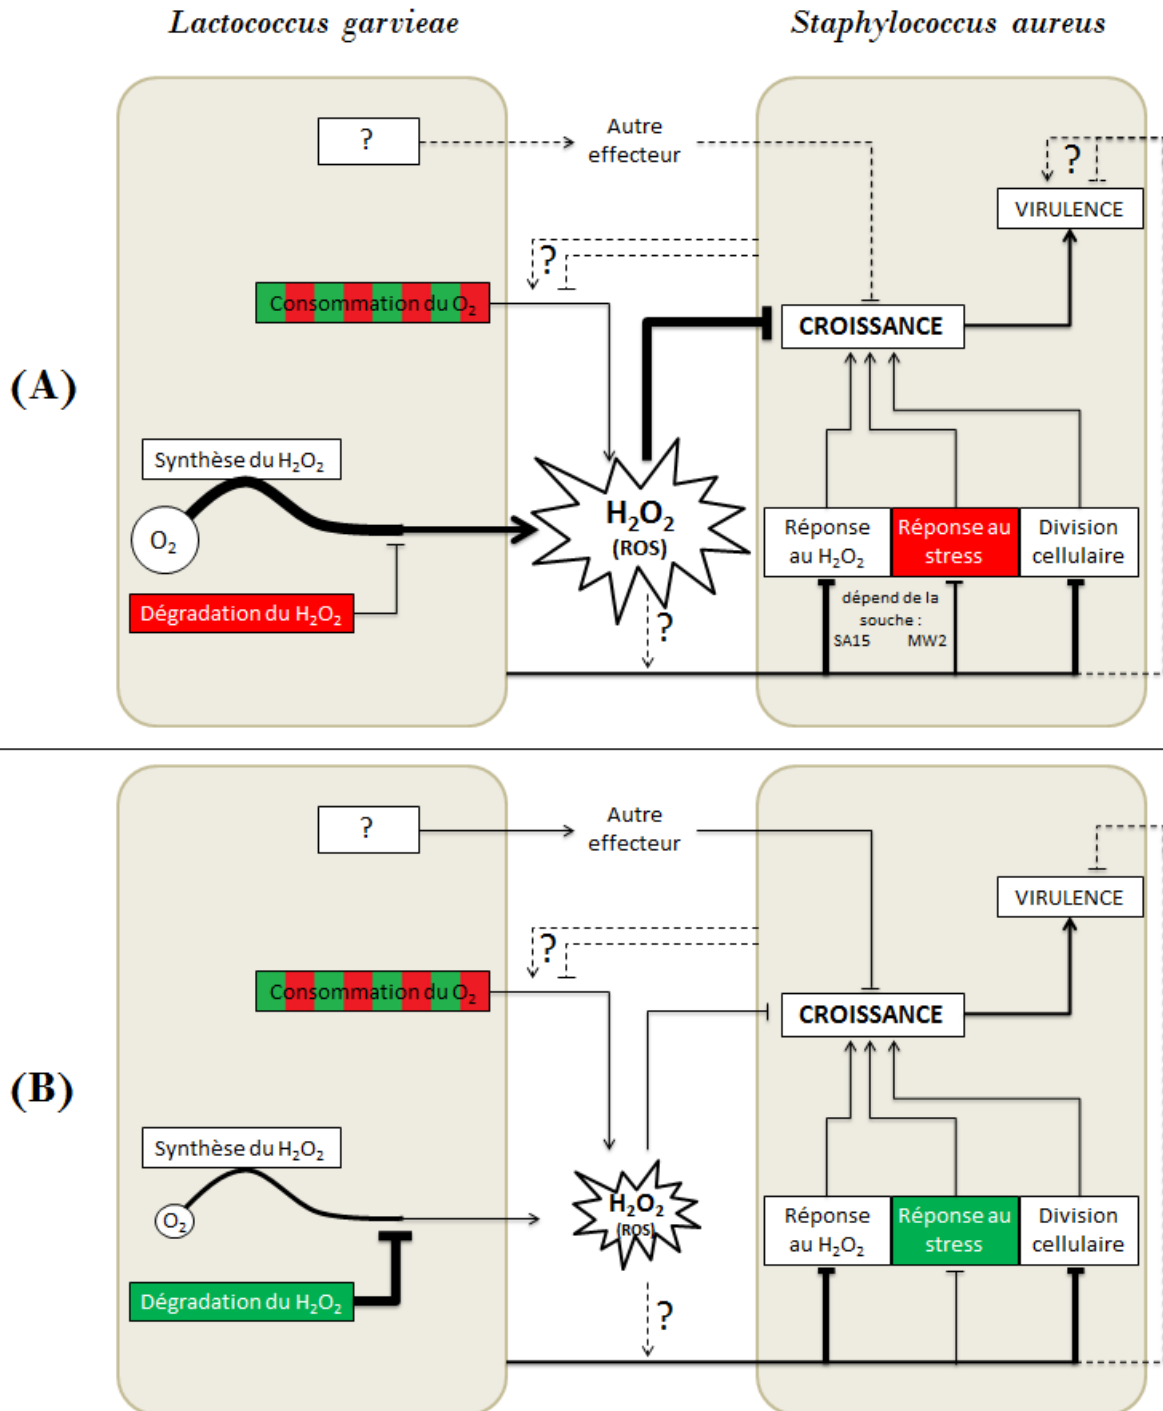 Lactococcus garvieae
Staphylococcus aureus
(A)
?
Autre
effecteur
?
VIRULENCE
?
Consommation du O₂
CROISSANCE
Synthèse du H₂O₂
O₂
Dégradation du H₂O₂
H₂O₂
(ROS)
?
Réponse
au H₂O₂
Réponse au
stress
Division
cellulaire
dépend de la
souche :
SA15 MW2
(B)
?
Autre
effecteur
VIRULENCE
?
Consommation du O₂
CROISSANCE
Synthèse du H₂O₂
O₂
Dégradation du H₂O₂
H₂O₂
(ROS)
?
Réponse
au H₂O₂
Réponse au
stress
Division
cellulaire